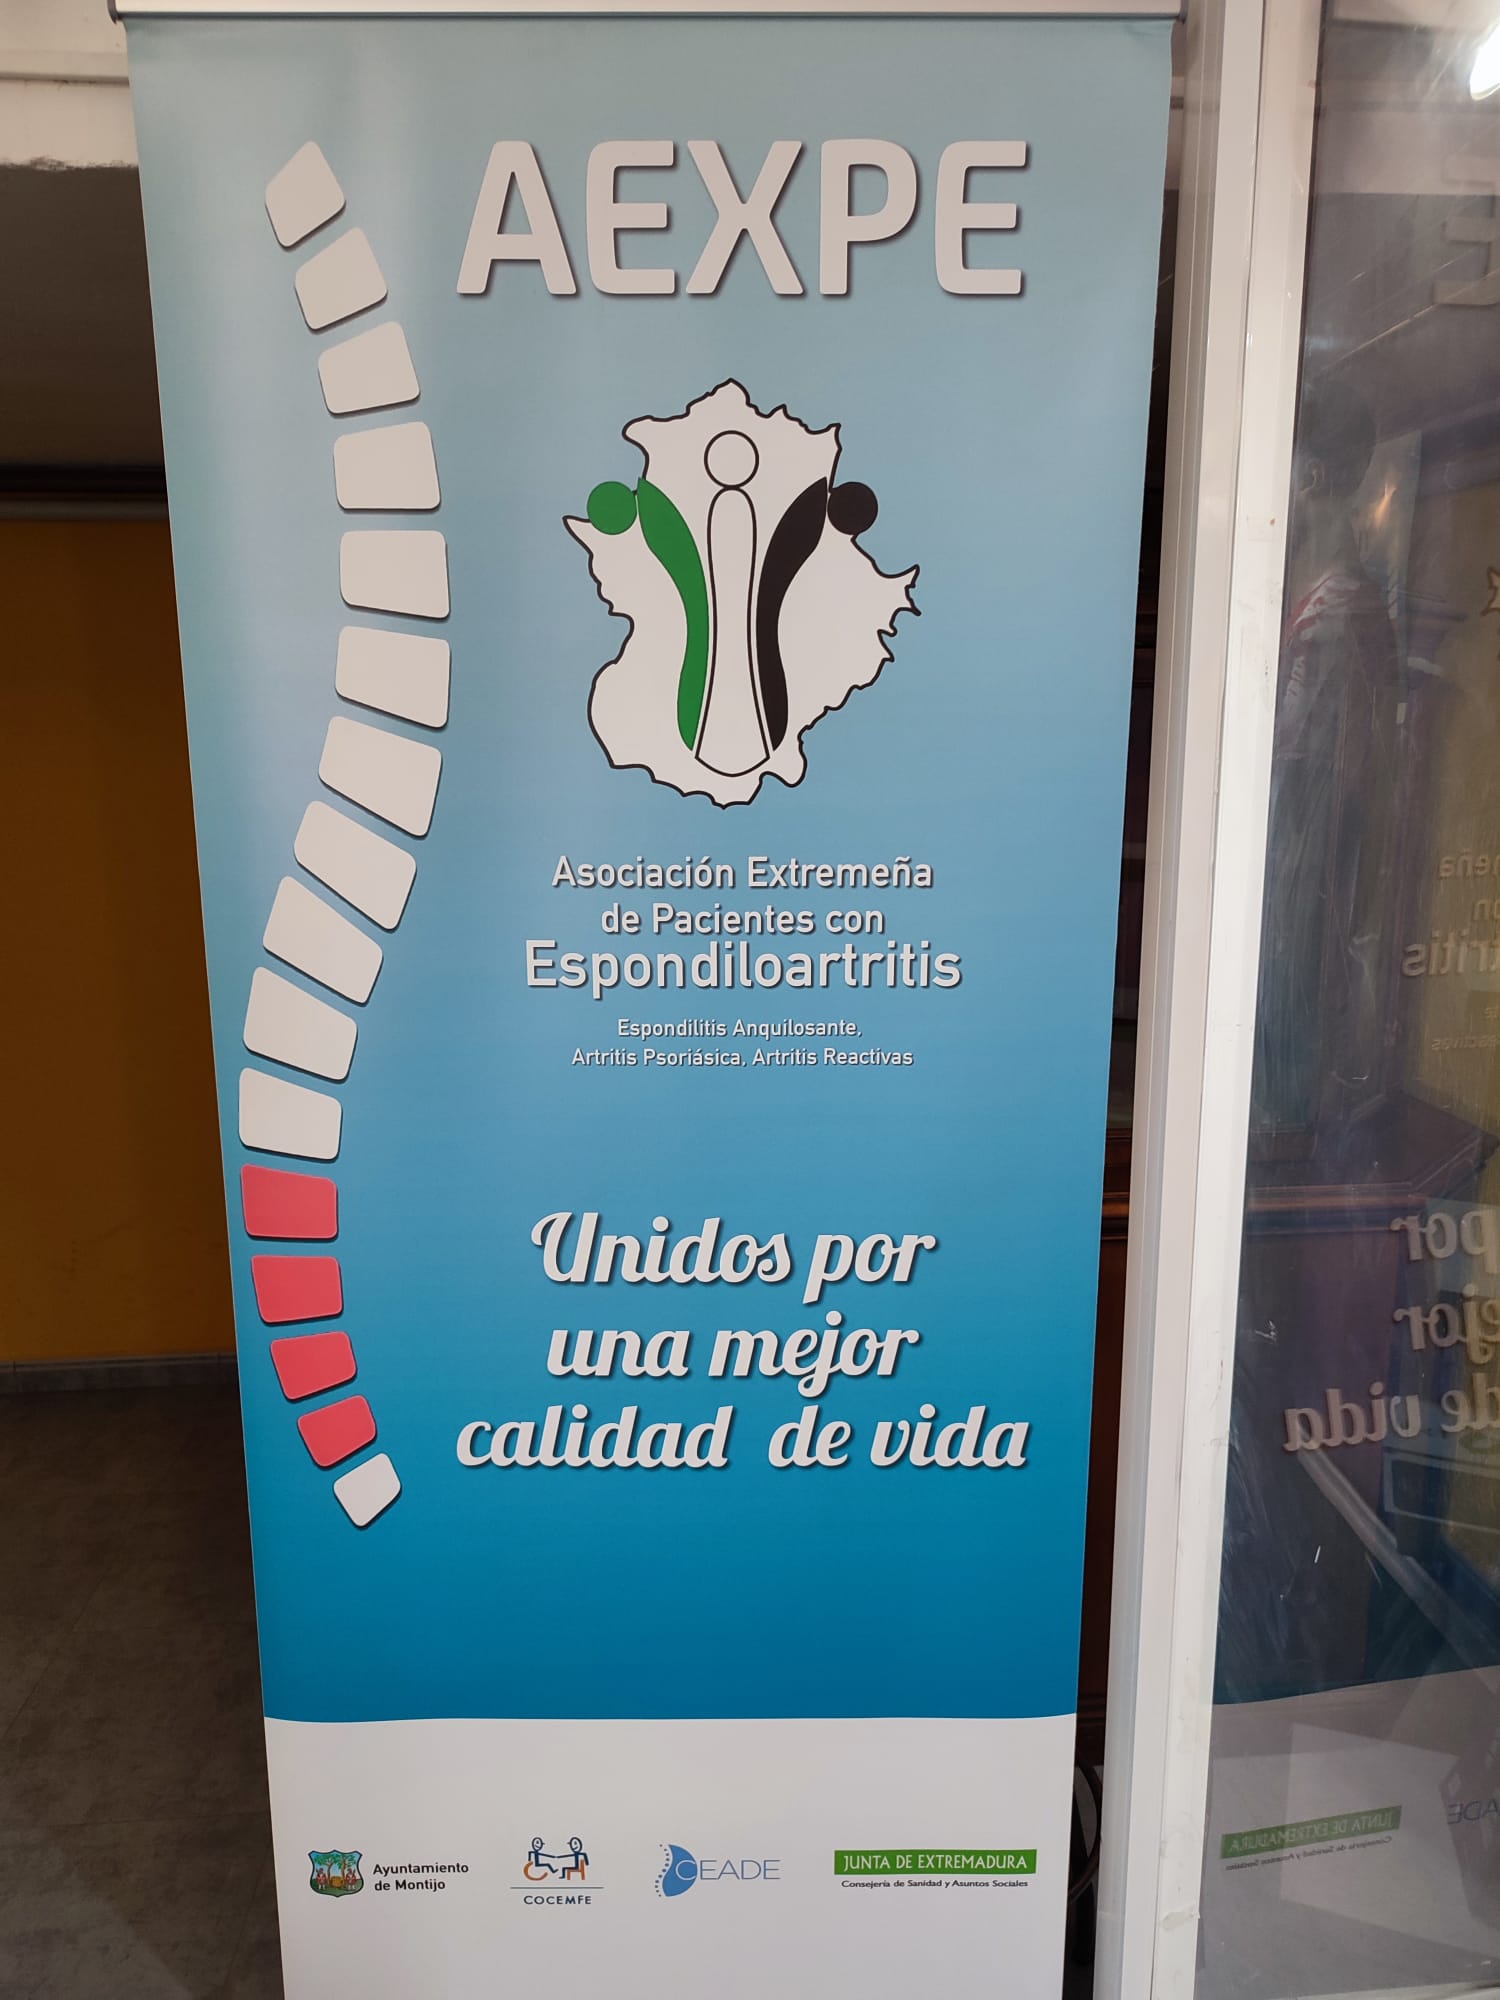 AEXPE
Asociación Extremeña
de Pacientes con
Espondiloartritis
Espondilitis Anquilosante,
Artritis Psoriásica, Artritis Reactivas
Unidos por
una mejor
calidad de vida
Ayuntamiento
de Montijo
COCEMFE
CEADE
JUNTA DE EXTREMADURA
Consejería de Sanidad y Asuntos Sociales